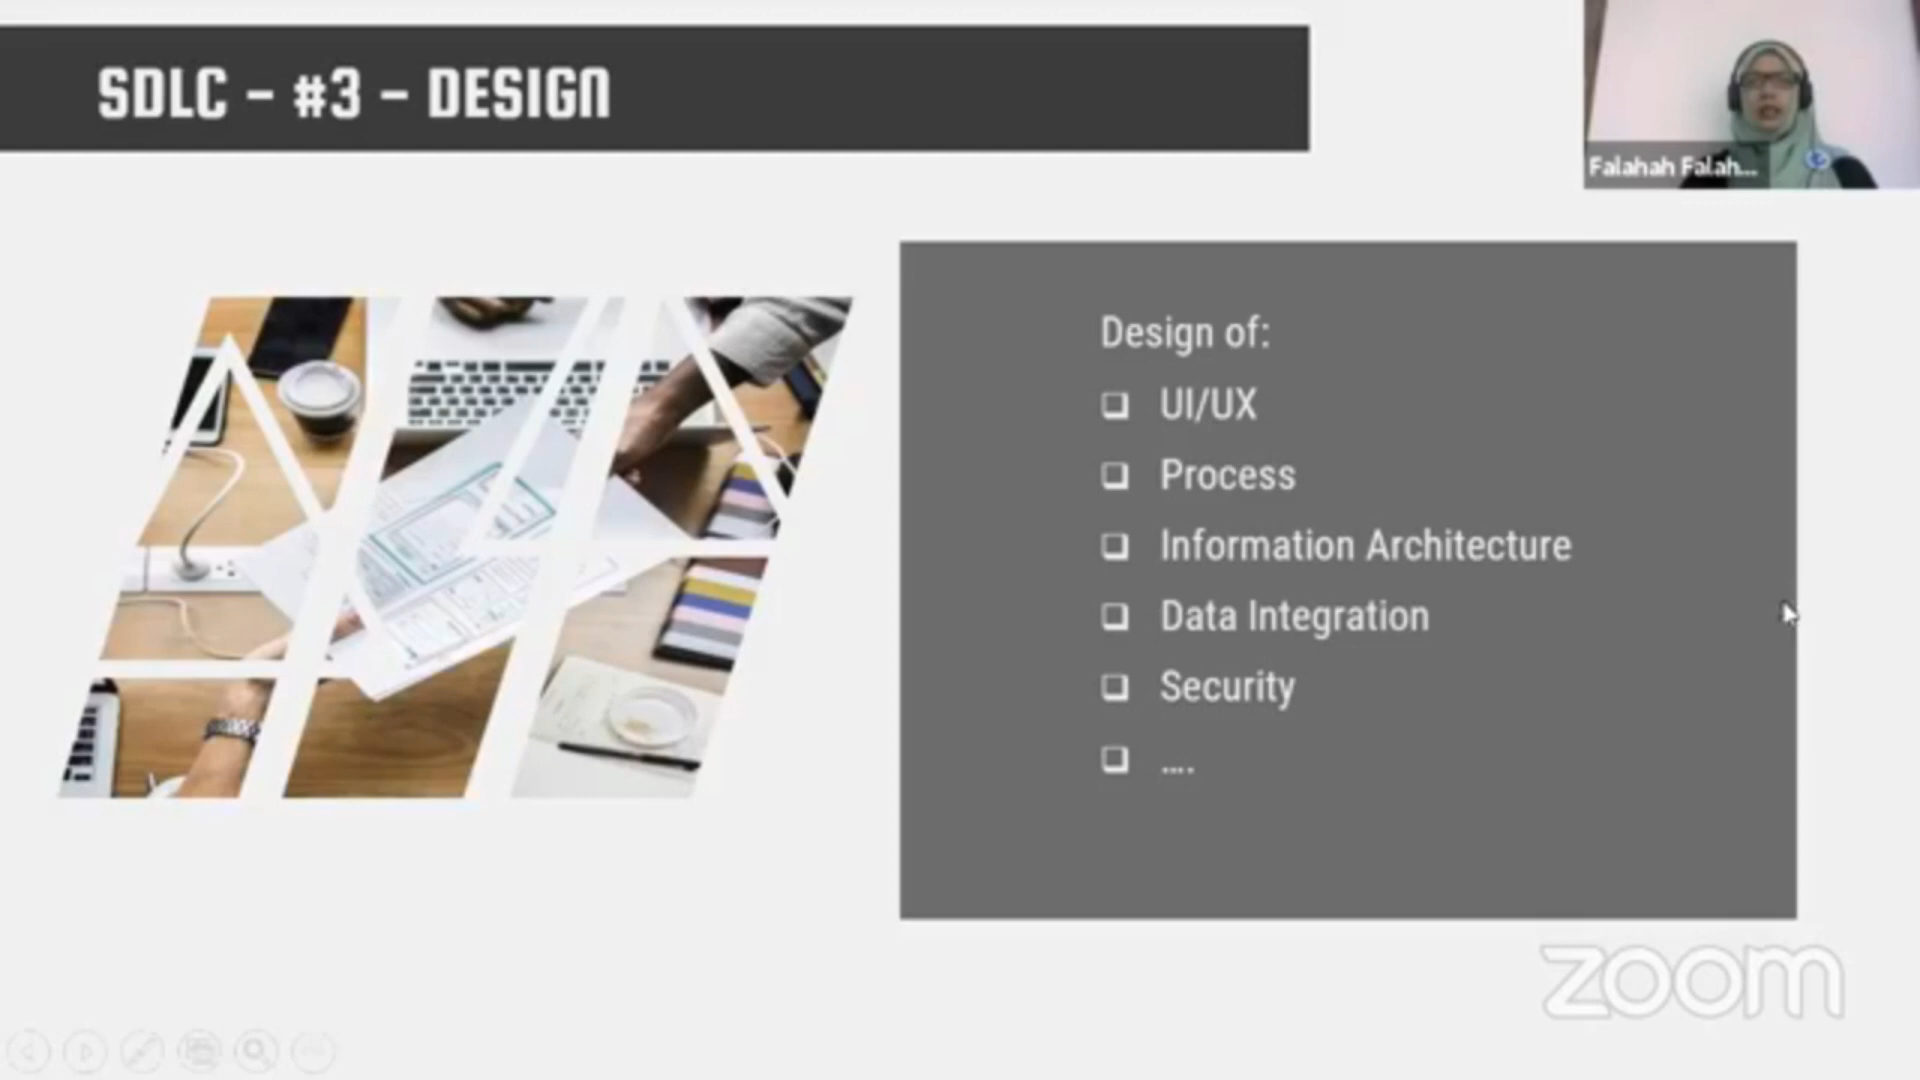 SDLC – #3 – DESIGN
Falahah Falah...
Design of:
❑ UI/UX
❑ Process
❑ Information Architecture
❑ Data Integration
❑ Security
❑ ....
zoom